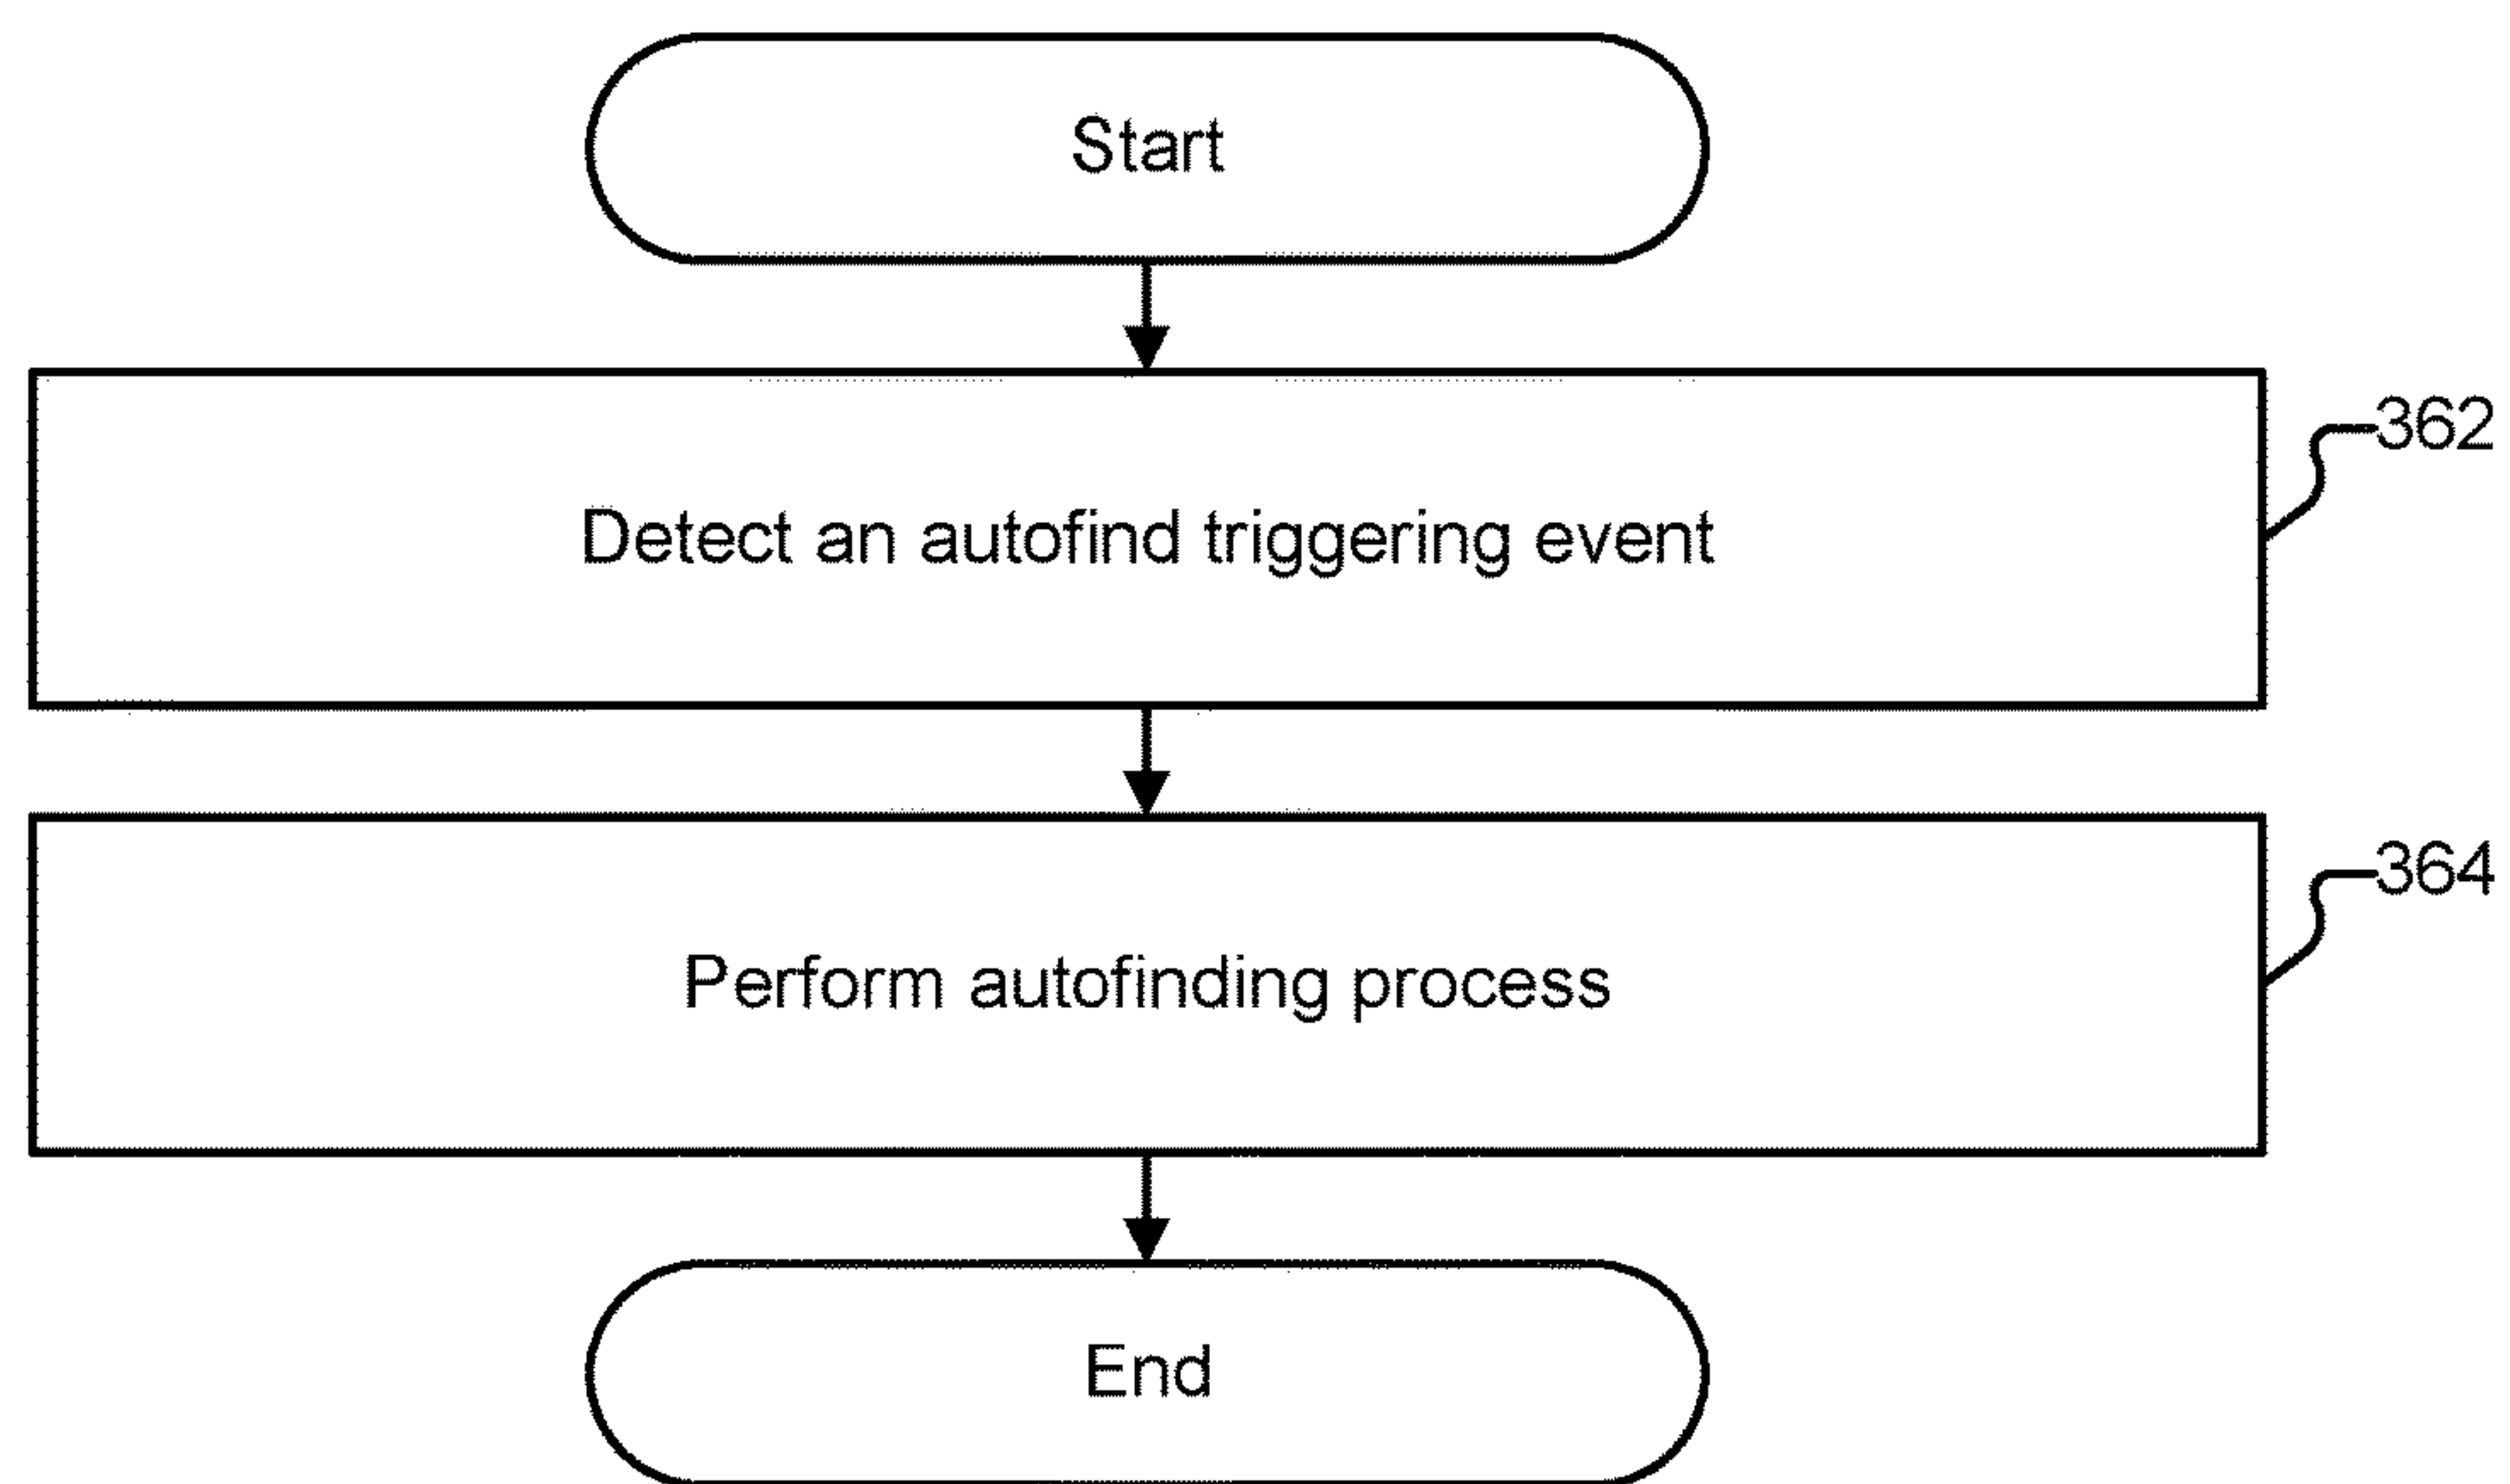 Start
362
Detect an autofind triggering event
364
Perform autofinding process
End